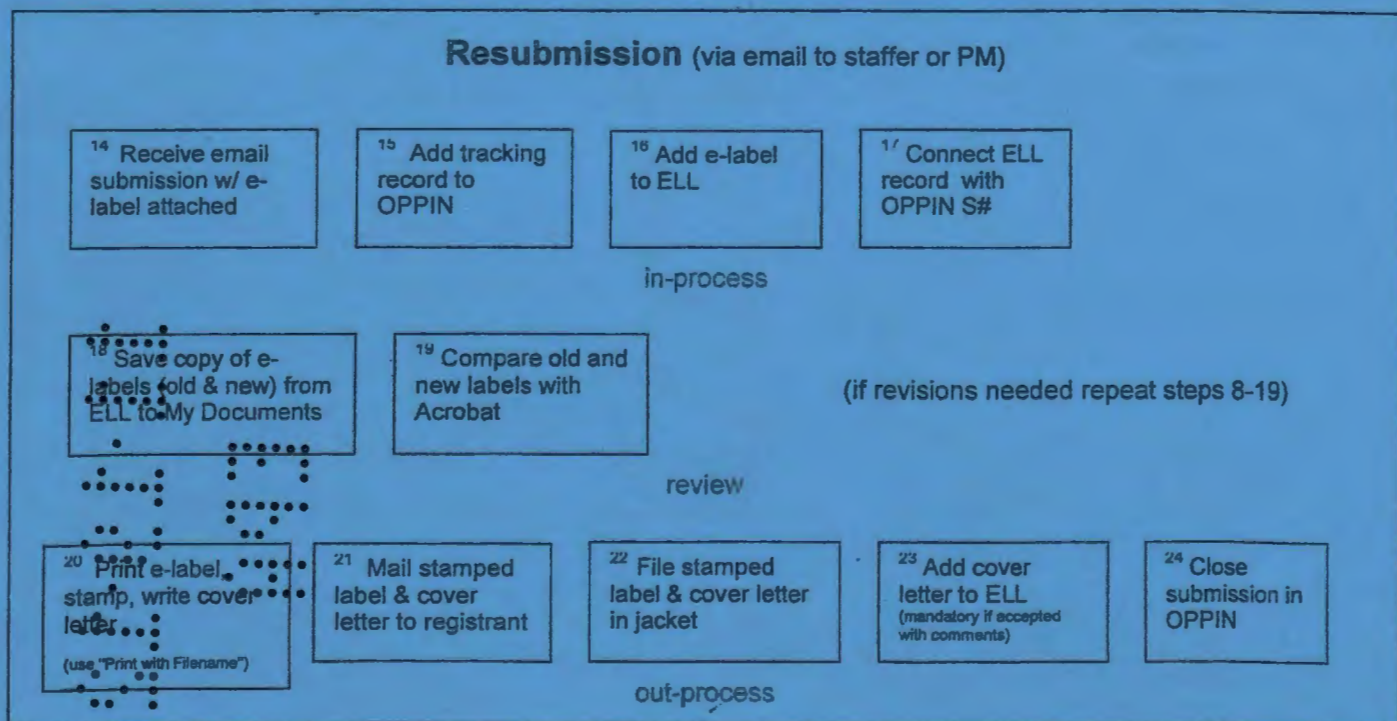 Resubmission (via email to staffer or PM)
14 Receive email
submission w/ e-
label attached
15 Add tracking
record to
OPPIN
16 Add e-label
to ELL
17 Connect ELL
record with
OPPIN S#
in-process
18 Save copy of e-
labels (old & new) from
ELL to My Documents
19 Compare old and
new labels with
Acrobat
(if revisions needed repeat steps 8-19)
review
20 Print e-label,
stamp, write cover
letter
(use "Print with Filename")
21 Mail stamped
label & cover
letter to registrant
22 File stamped
label & cover letter
in jacket
23 Add cover
letter to ELL
(mandatory if accepted
with comments)
24 Close
submission in
OPPIN
out-process